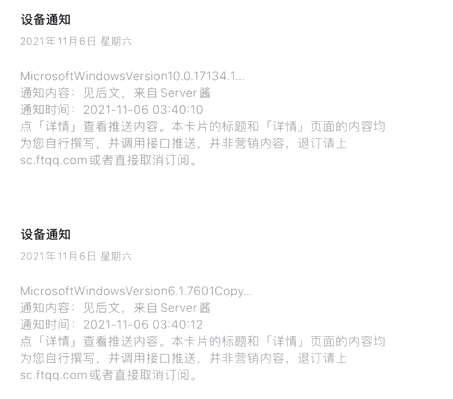 设备通知
2021年11月6日 星期六
MicrosoftWindowsVersion10.0.17134.1...
通知内容：见后文，来自Server酱
通知时间：2021-11-06 03:40:10
点「详情」查看推送内容。本卡片的标题和「详情」页面的内容均
为您自行撰写，并调用接口推送，并非营销内容，退订请上
sc.ftqq.com或者直接取消订阅。
设备通知
2021年11月6日 星期六
MicrosoftWindowsVersion6.1.7601Copy...
通知内容：见后文，来自Server酱
通知时间：2021-11-06 03:40:12
点「详情」查看推送内容。本卡片的标题和「详情」页面的内容均
为您自行撰写，并调用接口推送，并非营销内容，退订请上
sc.ftqq.com或者直接取消订阅。